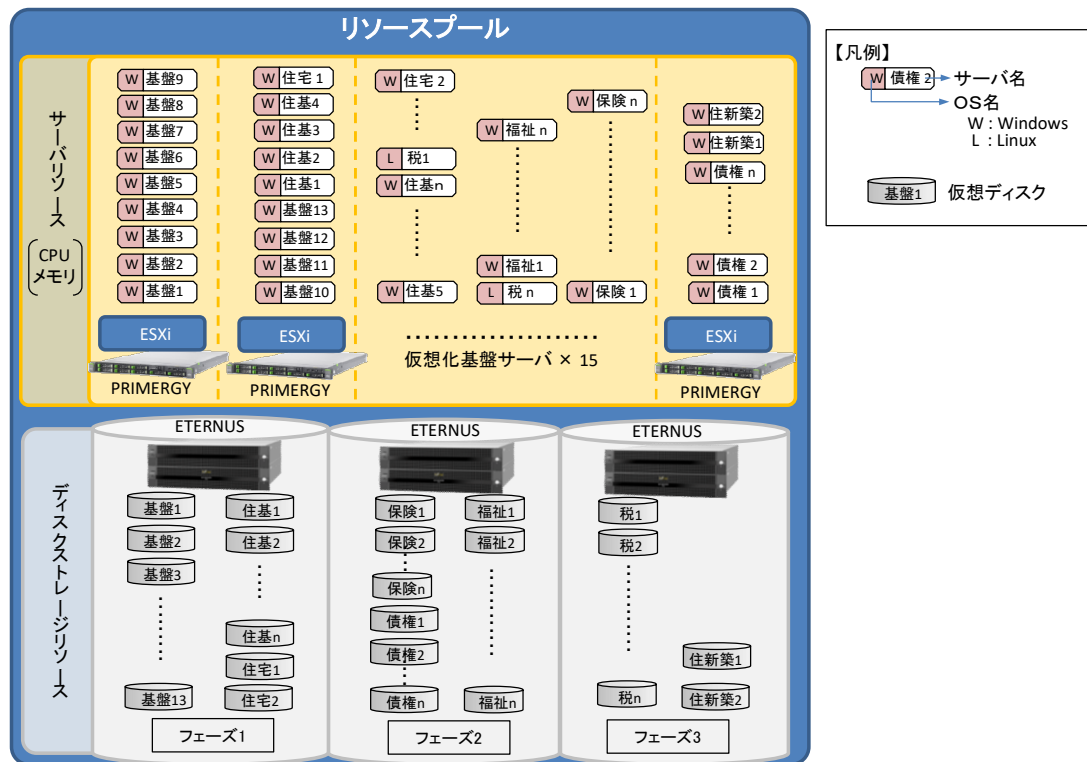 リソースプール
サーバリソース
CPU
メモリ
W 基盤9
W 基盤8
W 基盤7
W 基盤6
W 基盤5
W 基盤4
W 基盤3
W 基盤2
W 基盤1
ESXi
PRIMERGY
W 住宅1
W 住基4
W 住基3
W 住基2
W 住基1
W 基盤13
W 基盤12
W 基盤11
W 基盤10
ESXi
PRIMERGY
W 住宅2
L 税1
W 住基n
W 住基5
W 福祉n
W 福祉1
L 税n
W 保険n
W 保険1
仮想化基盤サーバ × 15
W 住新築2
W 住新築1
W 債権n
W 債権2
W 債権1
ESXi
PRIMERGY
ディスクストレージリソース
ETERNUS
基盤1
基盤2
基盤3
基盤13
住基1
住基2
住基n
住宅1
住宅2
フェーズ1
ETERNUS
保険1
保険2
保険n
債権1
債権2
債権n
福祉1
福祉2
福祉n
フェーズ2
ETERNUS
税1
税2
税n
住新築1
住新築2
フェーズ3
【凡例】
W 債権2 サーバ名
OS名
W：Windows
L：Linux
基盤1 仮想ディスク